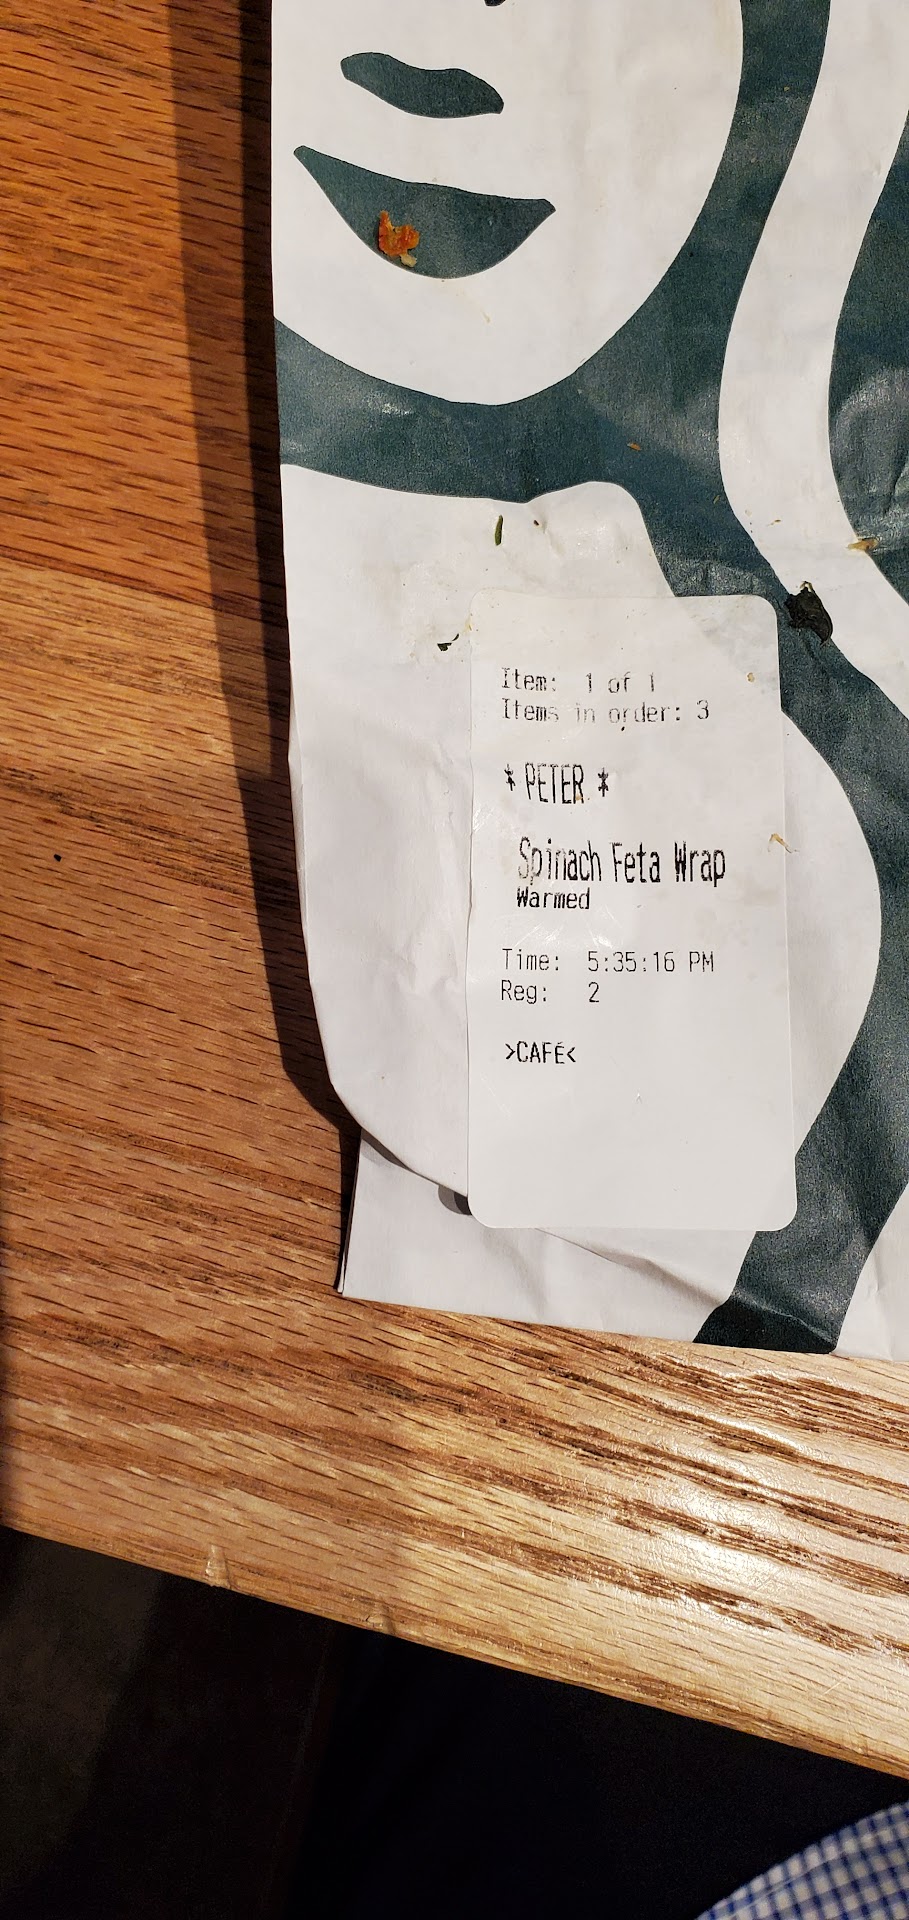 Item: 1 of 1
Items in order: 3
* PETER *
Spinach Feta Wrap
Warmed
Time: 5:35:16 PM
Reg: 2
>CAFÉ<